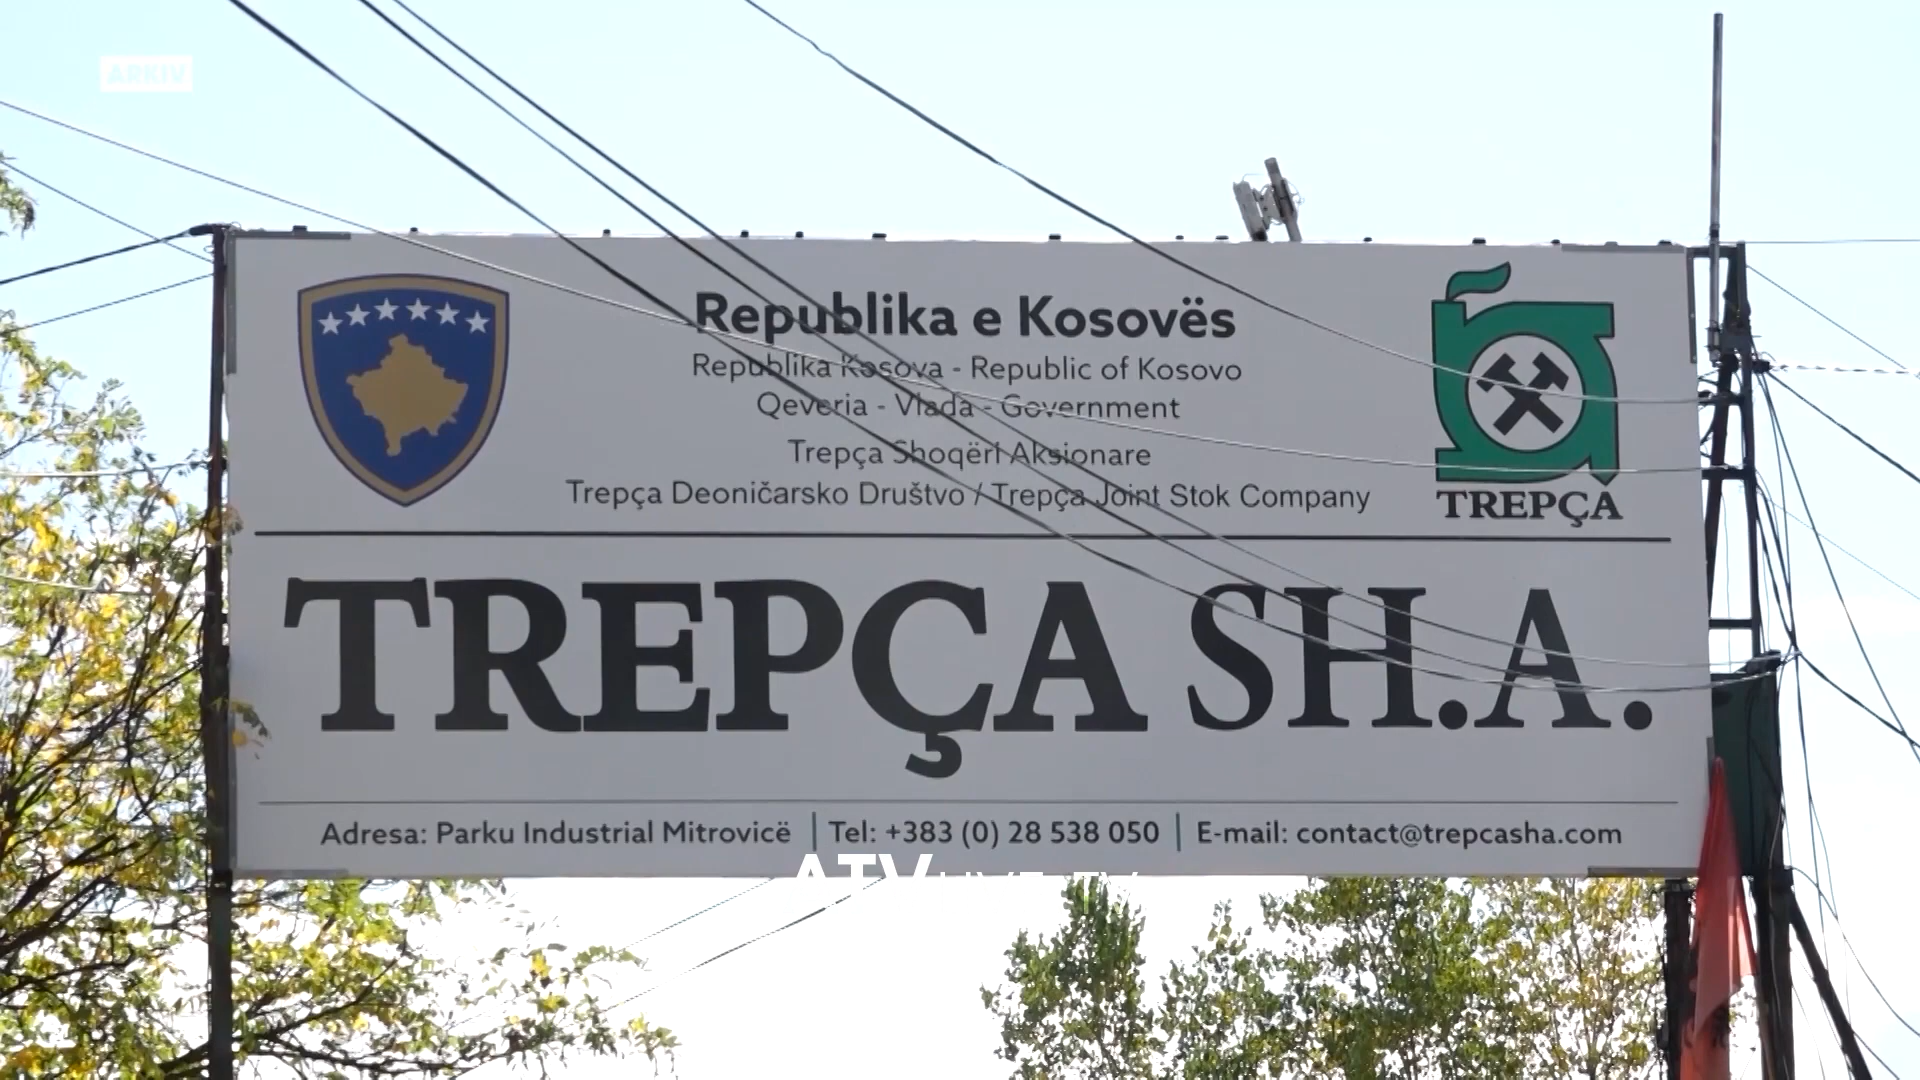 ARKIV
Republika e Kosovës
Republika Kosova - Republic of Kosovo
Qeveria - Vlada - Government
Trepça Shoqëri Aksionare
Trepça Deoničarsko Društvo / Trepça Joint Stok Company
TREPÇA
TREPÇA SH.A.
Adresa: Parku Industrial Mitrovicë | Tel: +383 (0) 28 538 050 | E-mail: contact@trepcasha.com
ATV